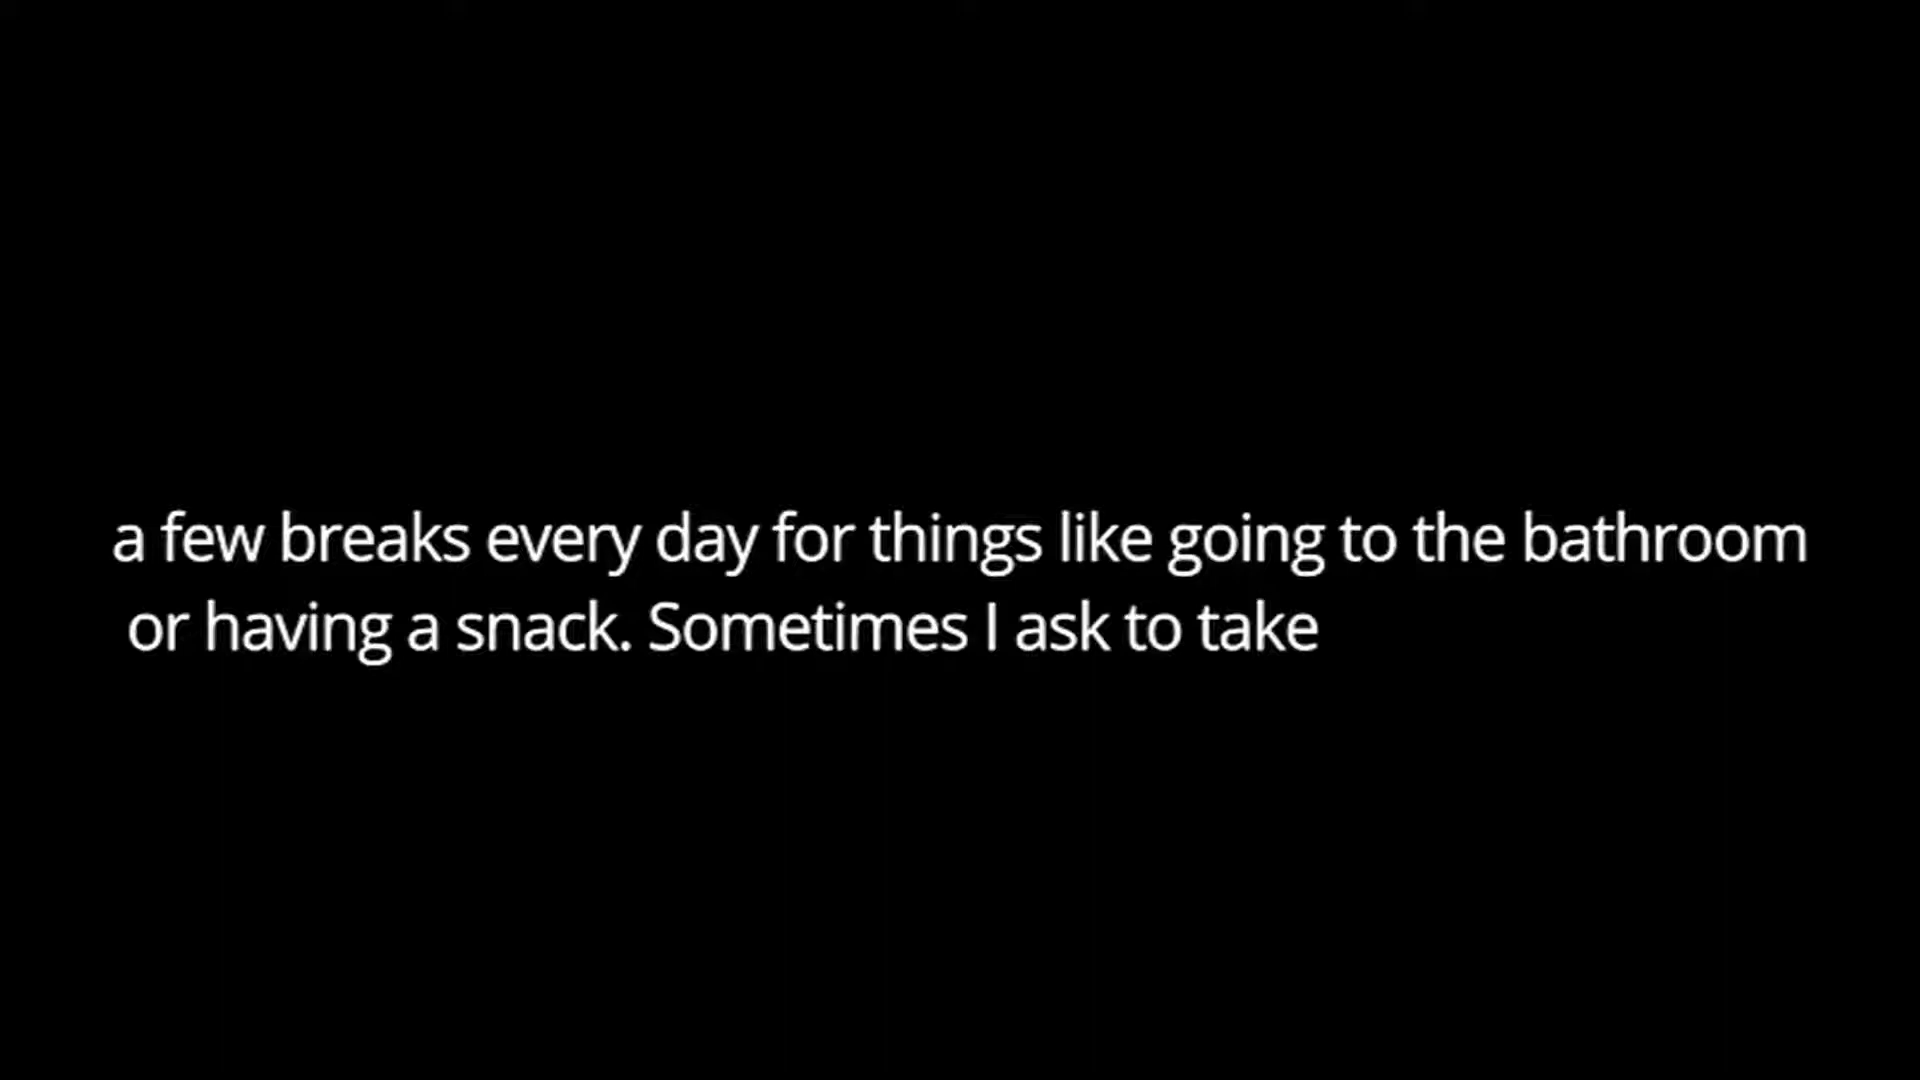 a few breaks every day for things like going to the bathroom
or having a snack. Sometimes I ask to take